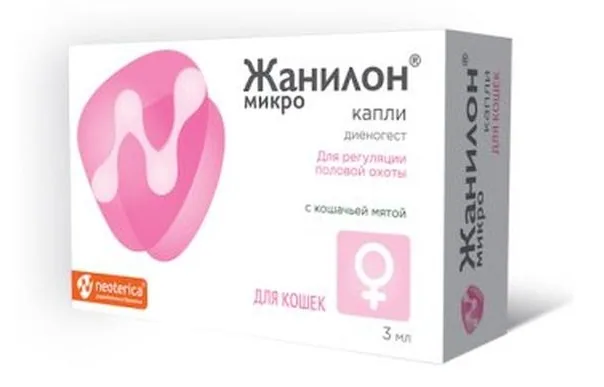 Жанилон®
микро
капли
диеногест
Для регуляции
половой охоты
с кошачьей мятой
ДЛЯ КОШЕК
3 мл
neoterica®
Жанилон®
микро
капли
ДЛЯ КОШЕК